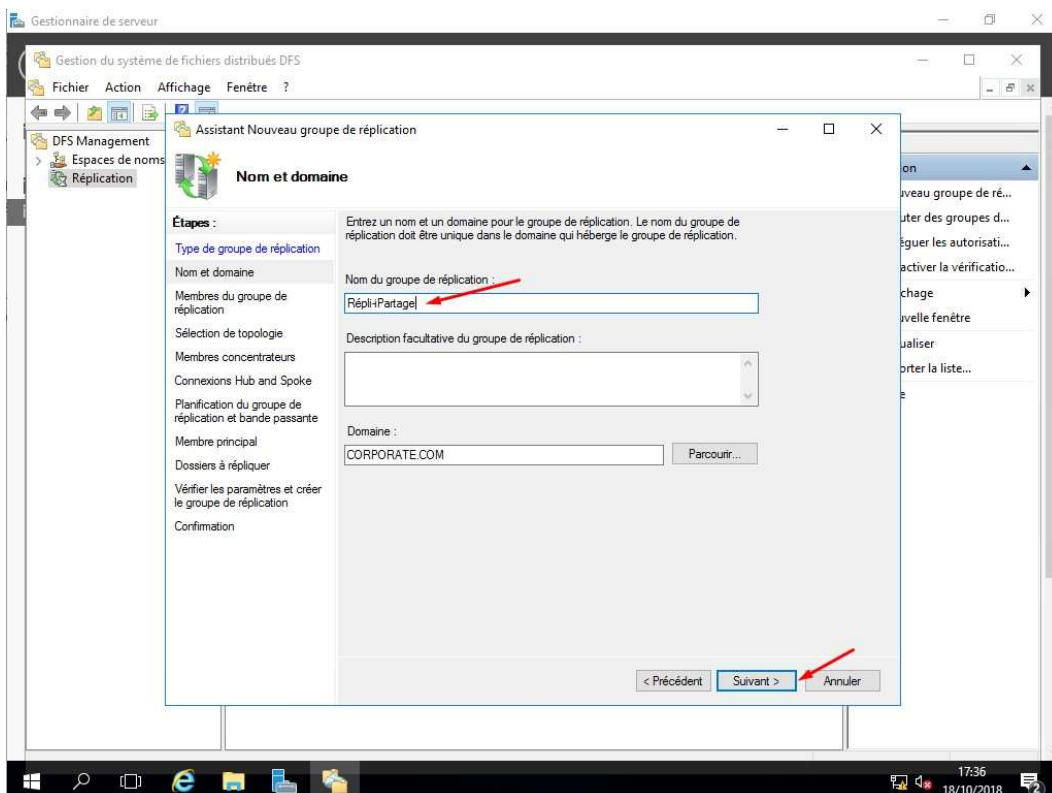 Gestionnaire de serveur
Gestion du système de fichiers distribués DFS
Fichier Action Affichage Fenêtre ?
DFS Management
Espaces de noms
Réplication
Assistant Nouveau groupe de réplication
Nom et domaine
Étapes :
Type de groupe de réplication
Nom et domaine
Membres du groupe de
réplication
Sélection de topologie
Membres concentrateurs
Connexions Hub and Spoke
Planification du groupe de
réplication et bande passante
Membre principal
Dossiers à répliquer
Vérifier les paramètres et créer
le groupe de réplication
Confirmation
Entrez un nom et un domaine pour le groupe de réplication. Le nom du groupe de
réplication doit être unique dans le domaine qui héberge le groupe de réplication.
Nom du groupe de réplication :
Répli-iPartage
Description facultative du groupe de réplication :
Domaine :
CORPORATE.COM
Parcourir...
< Précédent
Suivant >
Annuler
on
uveau groupe de ré...
uter des groupes d...
éguer les autorisati...
activer la vérificatio...
chage
uvelle fenêtre
ualiser
orter la liste...
e
17:36
18/10/2018
2